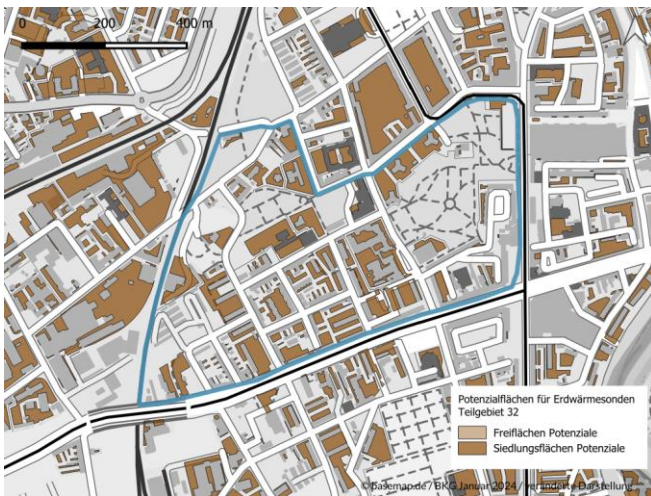 0 200 400 m
Potenzialflächen für Erdwärmesonden
Teilgebiet 32
Freiflächen Potenziale
Siedlungsflächen Potenziale
© basemap.de / BKG Januar 2024 / veränderte Darstellung